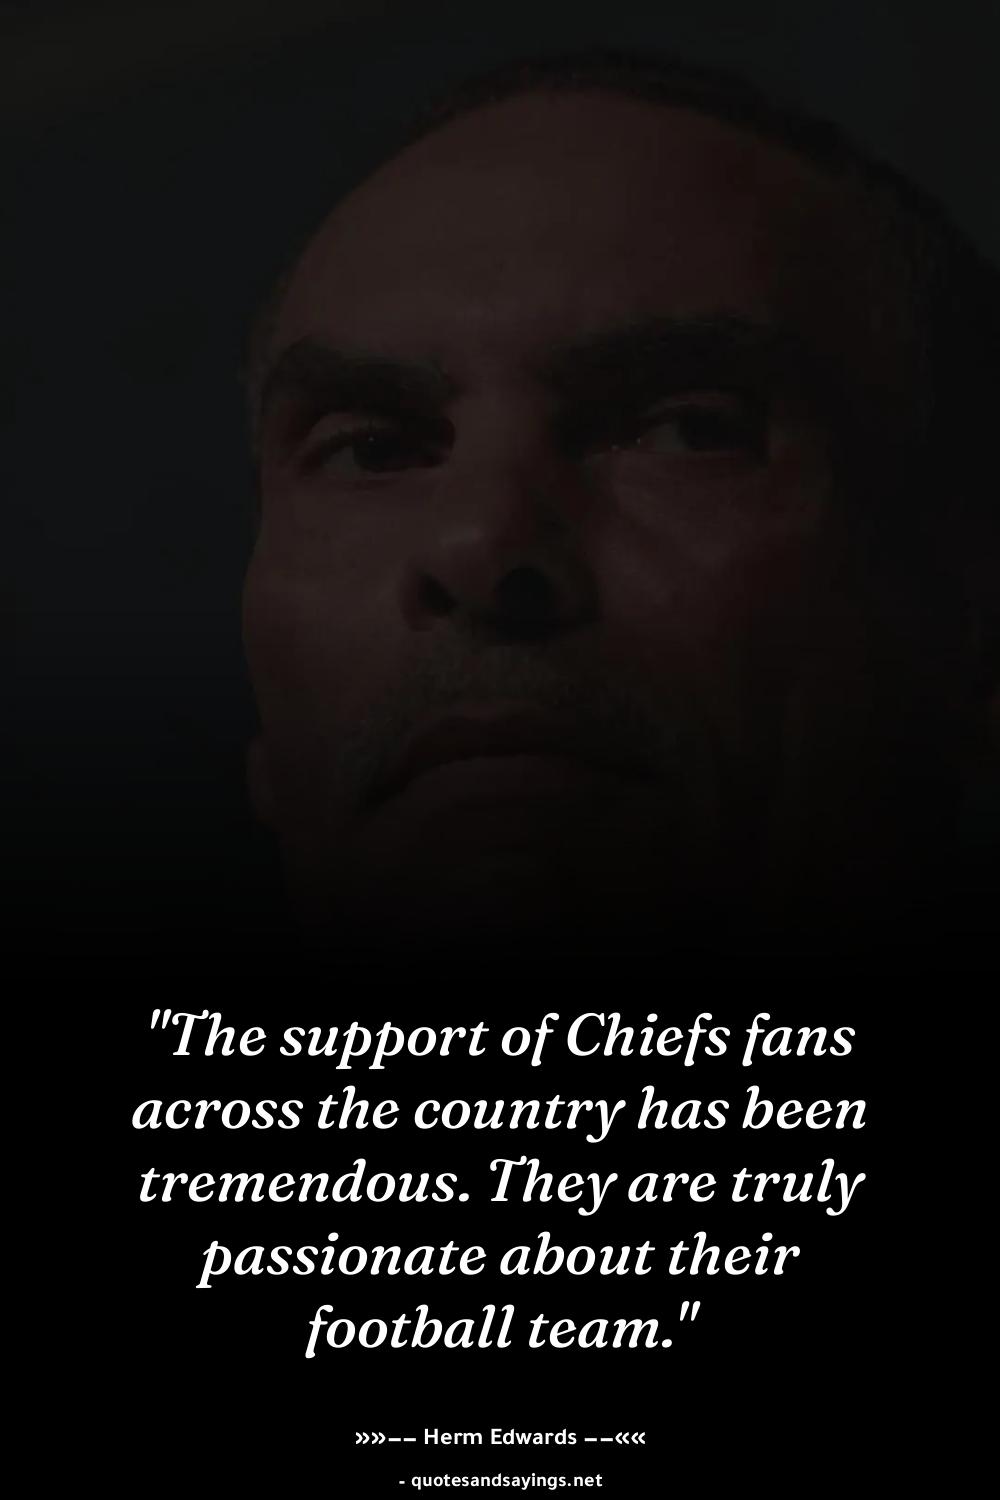 "The support of Chiefs fans
across the country has been
tremendous. They are truly
passionate about their
football team."
»»−− Herm Edwards −−««
- quotesandsayings.net